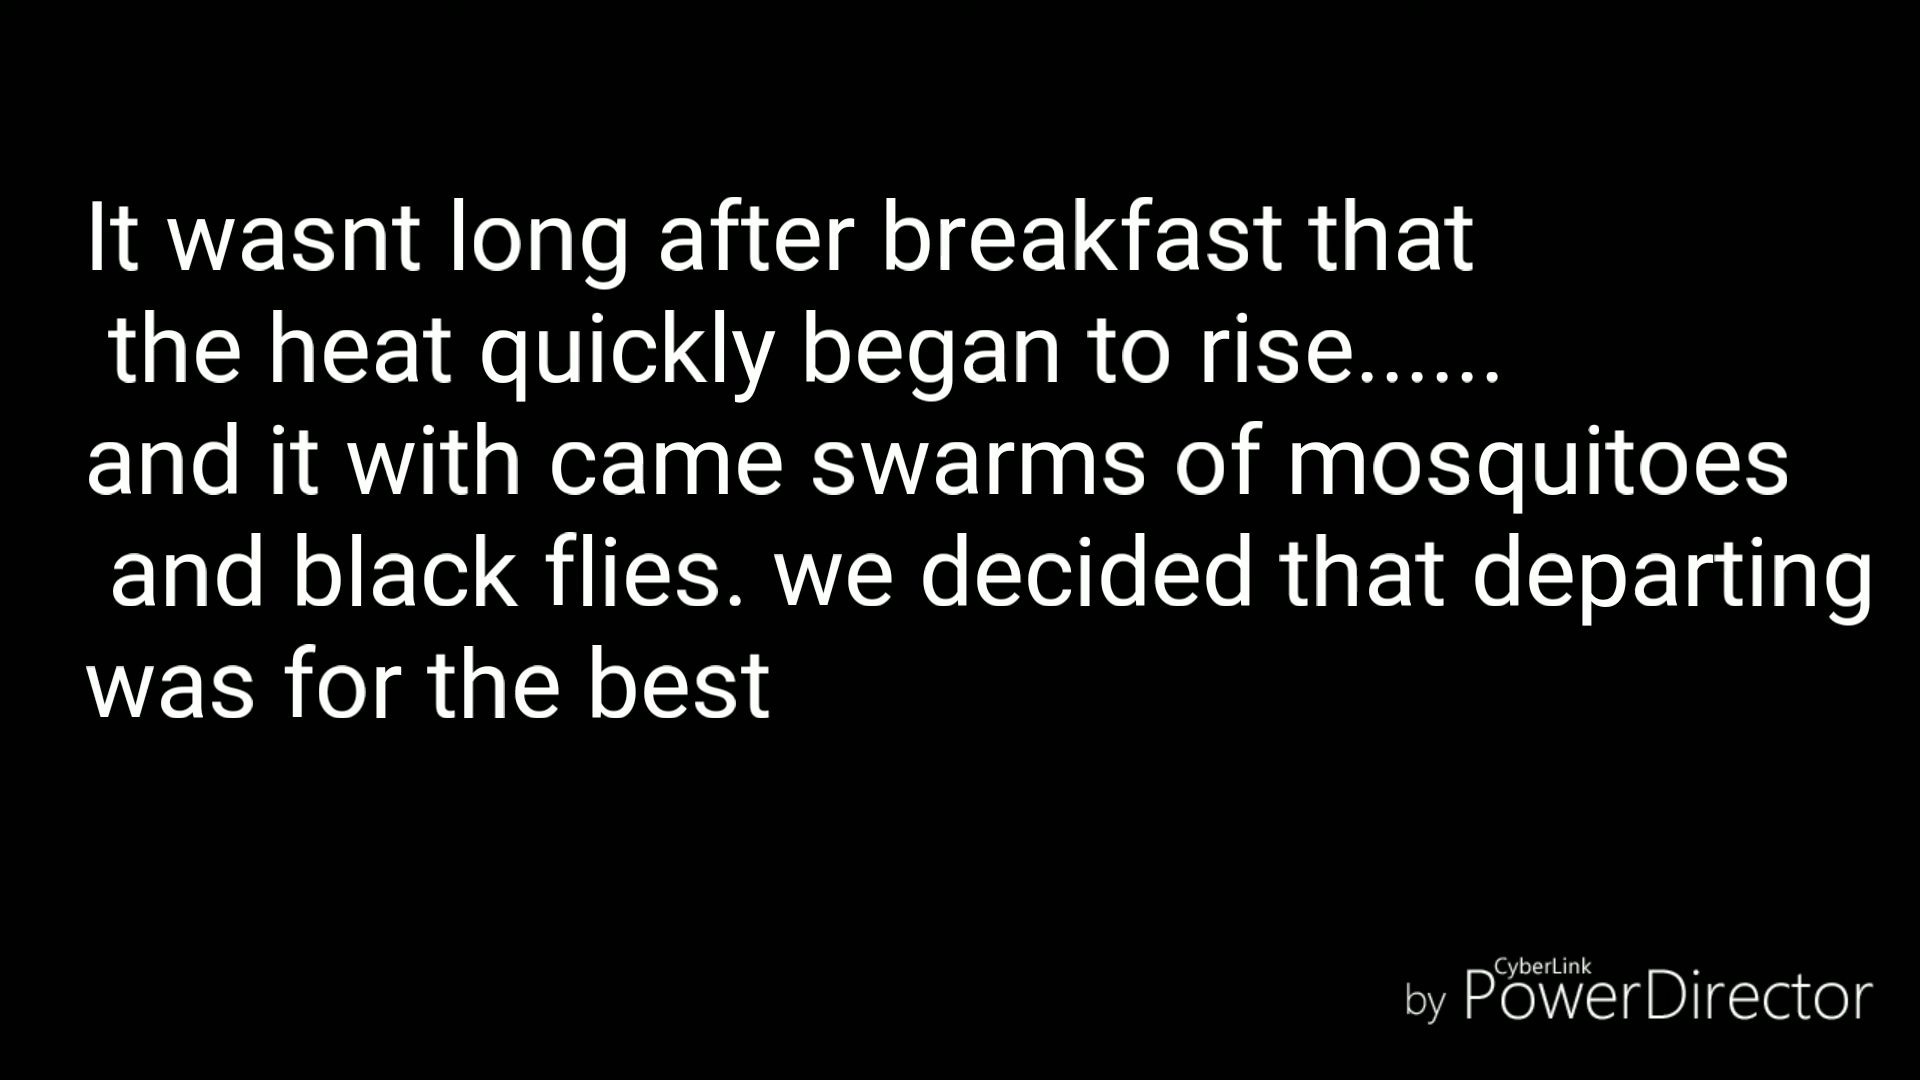 It wasnt long after breakfast that
the heat quickly began to rise......
and it with came swarms of mosquitoes
and black flies. we decided that departing
was for the best
CyberLink
by PowerDirector